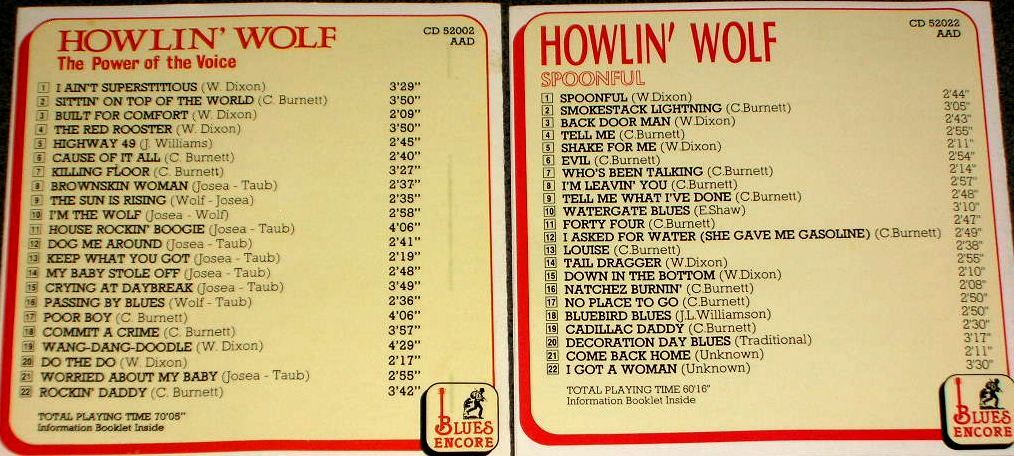 HOWLIN' WOLF
The Power of the Voice
CD 52002
AAD
1 I AIN'T SUPERSTITIOUS (W. Dixon) 3'29"
2 SITTIN' ON TOP OF THE WORLD (C. Burnett) 3'50"
3 BUILT FOR COMFORT (W. Dixon) 2'09"
4 THE RED ROOSTER (W. Dixon) 3'50"
5 HIGHWAY 49 (J. Williams) 2'45"
6 CAUSE OF IT ALL (C. Burnett) 2'40"
7 KILLING FLOOR (C. Burnett) 3'27"
8 BROWNSKIN WOMAN (Josea - Taub) 2'37"
9 THE SUN IS RISING (Wolf - Josea) 2'35"
10 I'M THE WOLF (Josea - Wolf) 2'58"
11 HOUSE ROCKIN' BOOGIE (Josea - Taub) 4'06"
12 DOG ME AROUND (Josea - Taub) 2'41"
13 KEEP WHAT YOU GOT (Josea - Taub) 2'19"
14 MY BABY STOLE OFF (Josea - Taub) 2'48"
15 CRYING AT DAYBREAK (Josea - Taub) 3'49"
16 PASSING BY BLUES (Wolf - Taub) 2'36"
17 POOR BOY (C. Burnett) 4'06"
18 COMMIT A CRIME (C. Burnett) 3'57"
19 WANG-DANG-DOODLE (W. Dixon) 4'29"
20 DO THE DO (W. Dixon) 2'17"
21 WORRIED ABOUT MY BABY (Josea - Taub) 2'55"
22 ROCKIN' DADDY (C. Burnett) 3'42"
TOTAL PLAYING TIME 70'05"
Information Booklet Inside
BLUES
ENCORE
HOWLIN' WOLF
SPOONFUL
CD 52022
AAD
1 SPOONFUL (W.Dixon) 2'44"
2 SMOKESTACK LIGHTNING (C.Burnett) 3'05"
3 BACK DOOR MAN (W.Dixon) 2'43"
4 TELL ME (C.Burnett) 2'55"
5 SHAKE FOR ME (W.Dixon) 2'11"
6 EVIL (C.Burnett) 2'54"
7 WHO'S BEEN TALKING (C.Burnett) 2'14"
8 I'M LEAVIN' YOU (C.Burnett) 2'57"
9 TELL ME WHAT I'VE DONE (C.Burnett) 2'48"
10 WATERGATE BLUES (E.Shaw) 3'10"
11 FORTY FOUR (C.Burnett) 2'47"
12 I ASKED FOR WATER (SHE GAVE ME GASOLINE) (C.Burnett) 2'49"
13 LOUISE (C.Burnett) 2'38"
14 TAIL DRAGGER (W.Dixon) 2'55"
15 DOWN IN THE BOTTOM (W.Dixon) 2'10"
16 NATCHEZ BURNIN' (C.Burnett) 2'08"
17 NO PLACE TO GO (C.Burnett) 2'50"
18 BLUEBIRD BLUES (J.L.Williamson) 2'50"
19 CADILLAC DADDY (C.Burnett) 2'30"
20 DECORATION DAY BLUES (Traditional) 3'17"
21 COME BACK HOME (Unknown) 2'11"
22 I GOT A WOMAN (Unknown) 3'30"
TOTAL PLAYING TIME 60'16"
Information Booklet Inside
BLUES
ENCORE